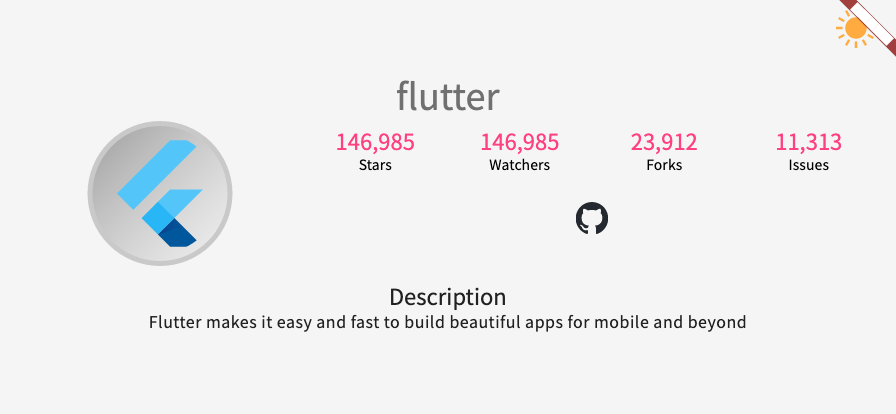 flutter
146,985 146,985 23,912 11,313
Stars Watchers Forks Issues
Description
Flutter makes it easy and fast to build beautiful apps for mobile and beyond